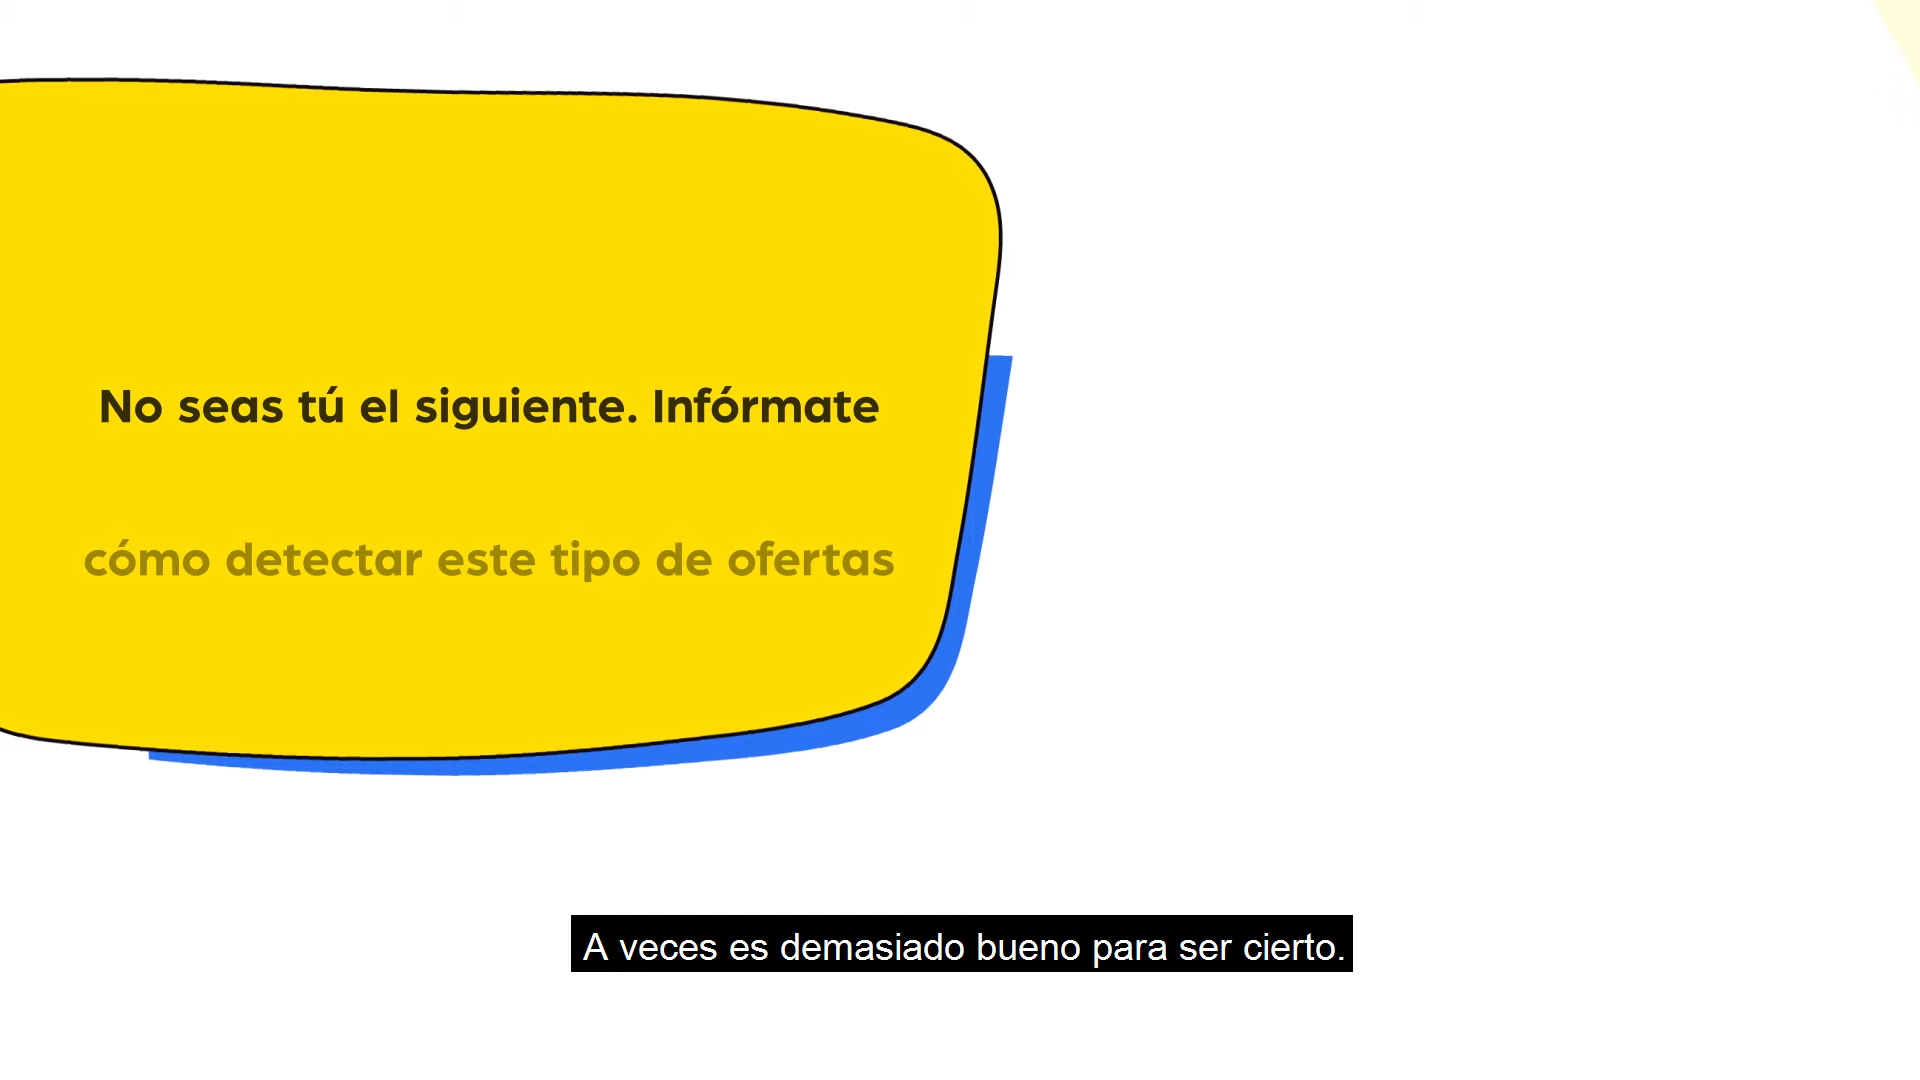 No seas tú el siguiente. Infórmate
cómo detectar este tipo de ofertas
A veces es demasiado bueno para ser cierto.